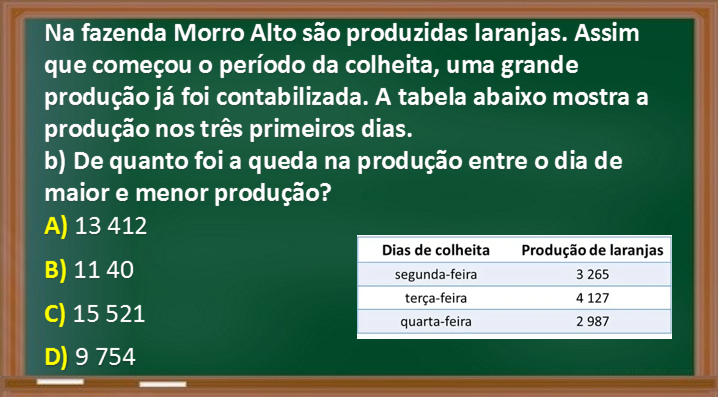 Na fazenda Morro Alto são produzidas laranjas. Assim
que começou o período da colheita, uma grande
produção já foi contabilizada. A tabela abaixo mostra a
produção nos três primeiros dias.
b) De quanto foi a queda na produção entre o dia de
maior e menor produção?
A) 13 412
B) 11 40
C) 15 521
D) 9 754
Dias de colheita Produção de laranjas
segunda-feira 3 265
terça-feira 4 127
quarta-feira 2 987